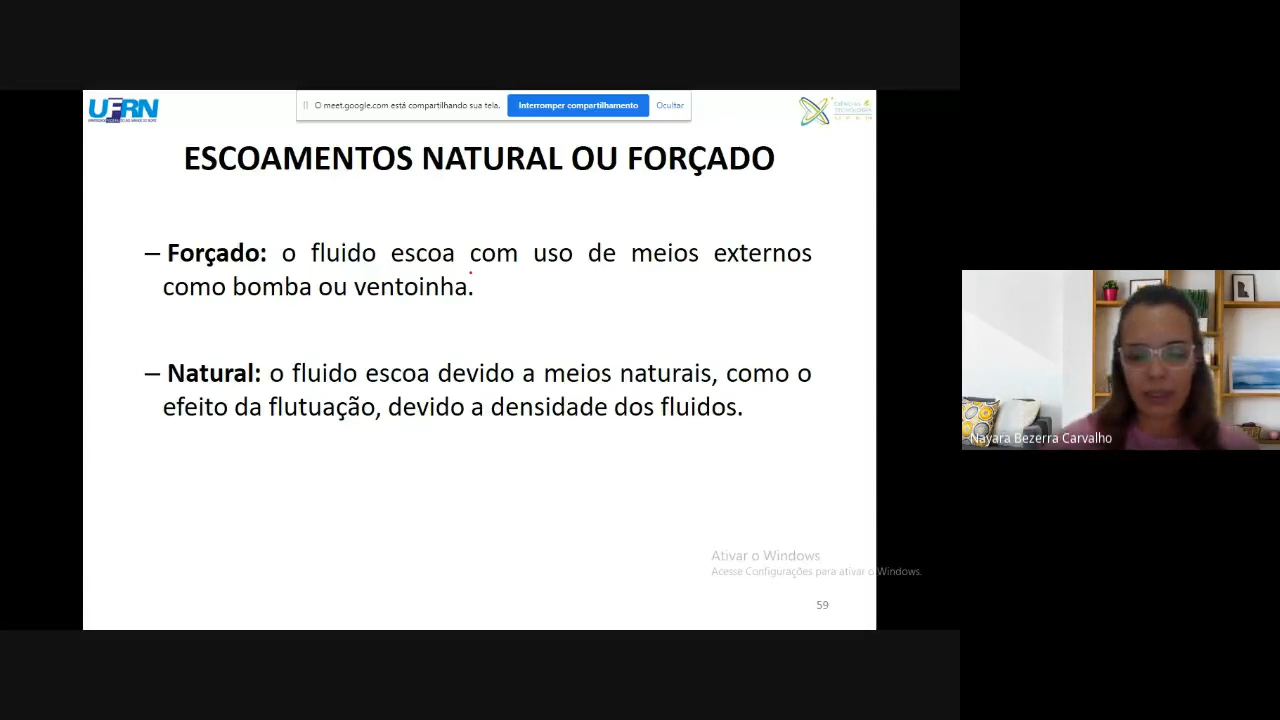 UFRN
O meet.google.com está compartilhando sua tela.
Interromper compartilhamento
Ocultar
ESCOAMENTOS NATURAL OU FORÇADO
– Forçado: o fluido escoa com uso de meios externos
como bomba ou ventoinha.
– Natural: o fluido escoa devido a meios naturais, como o
efeito da flutuação, devido a densidade dos fluidos.
Nayara Bezerra Carvalho
Ativar o Windows
Acesse Configurações para ativar o Windows.
59